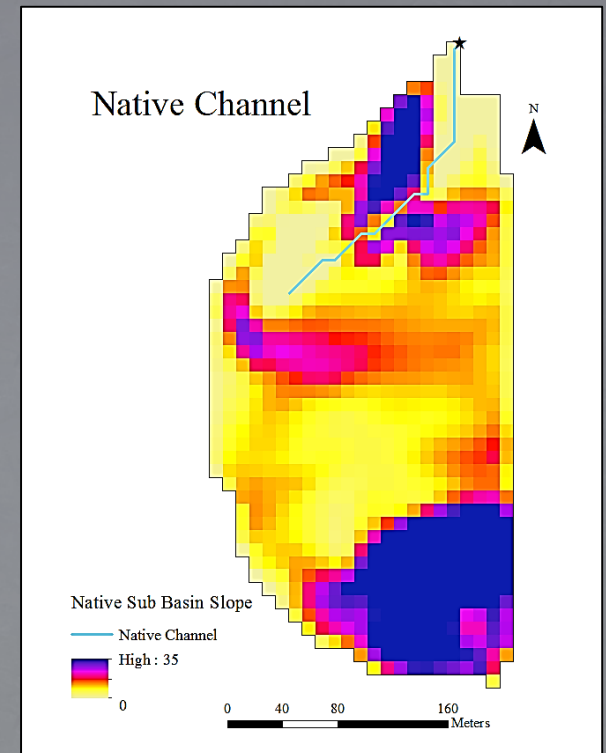 Native Channel
N
Native Sub Basin Slope
Native Channel
High : 35
0
0 40 80 160
Meters